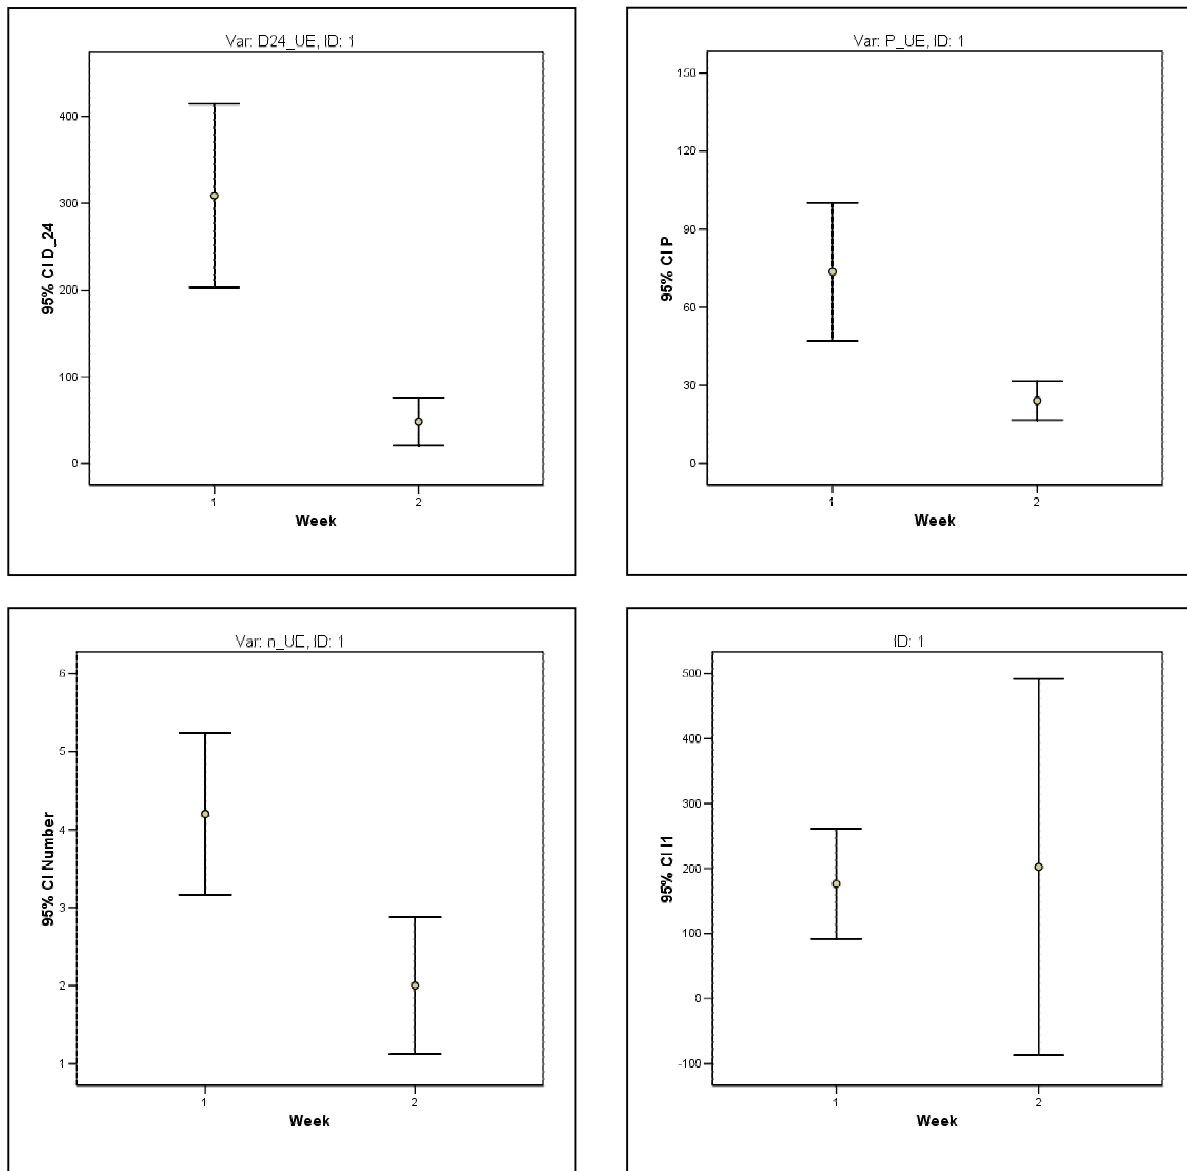 Var: D24_UE, ID: 1
400
300
200
100
0
95% CI D_24
1 2
Week
Var: P_UE, ID: 1
150
120
90
60
30
0
95% CI P
1 2
Week
Var: n_UE, ID: 1
6
5
4
3
2
1
95% CI Number
1 2
Week
ID: 1
500
400
300
200
100
0
-100
95% CI I1
1 2
Week